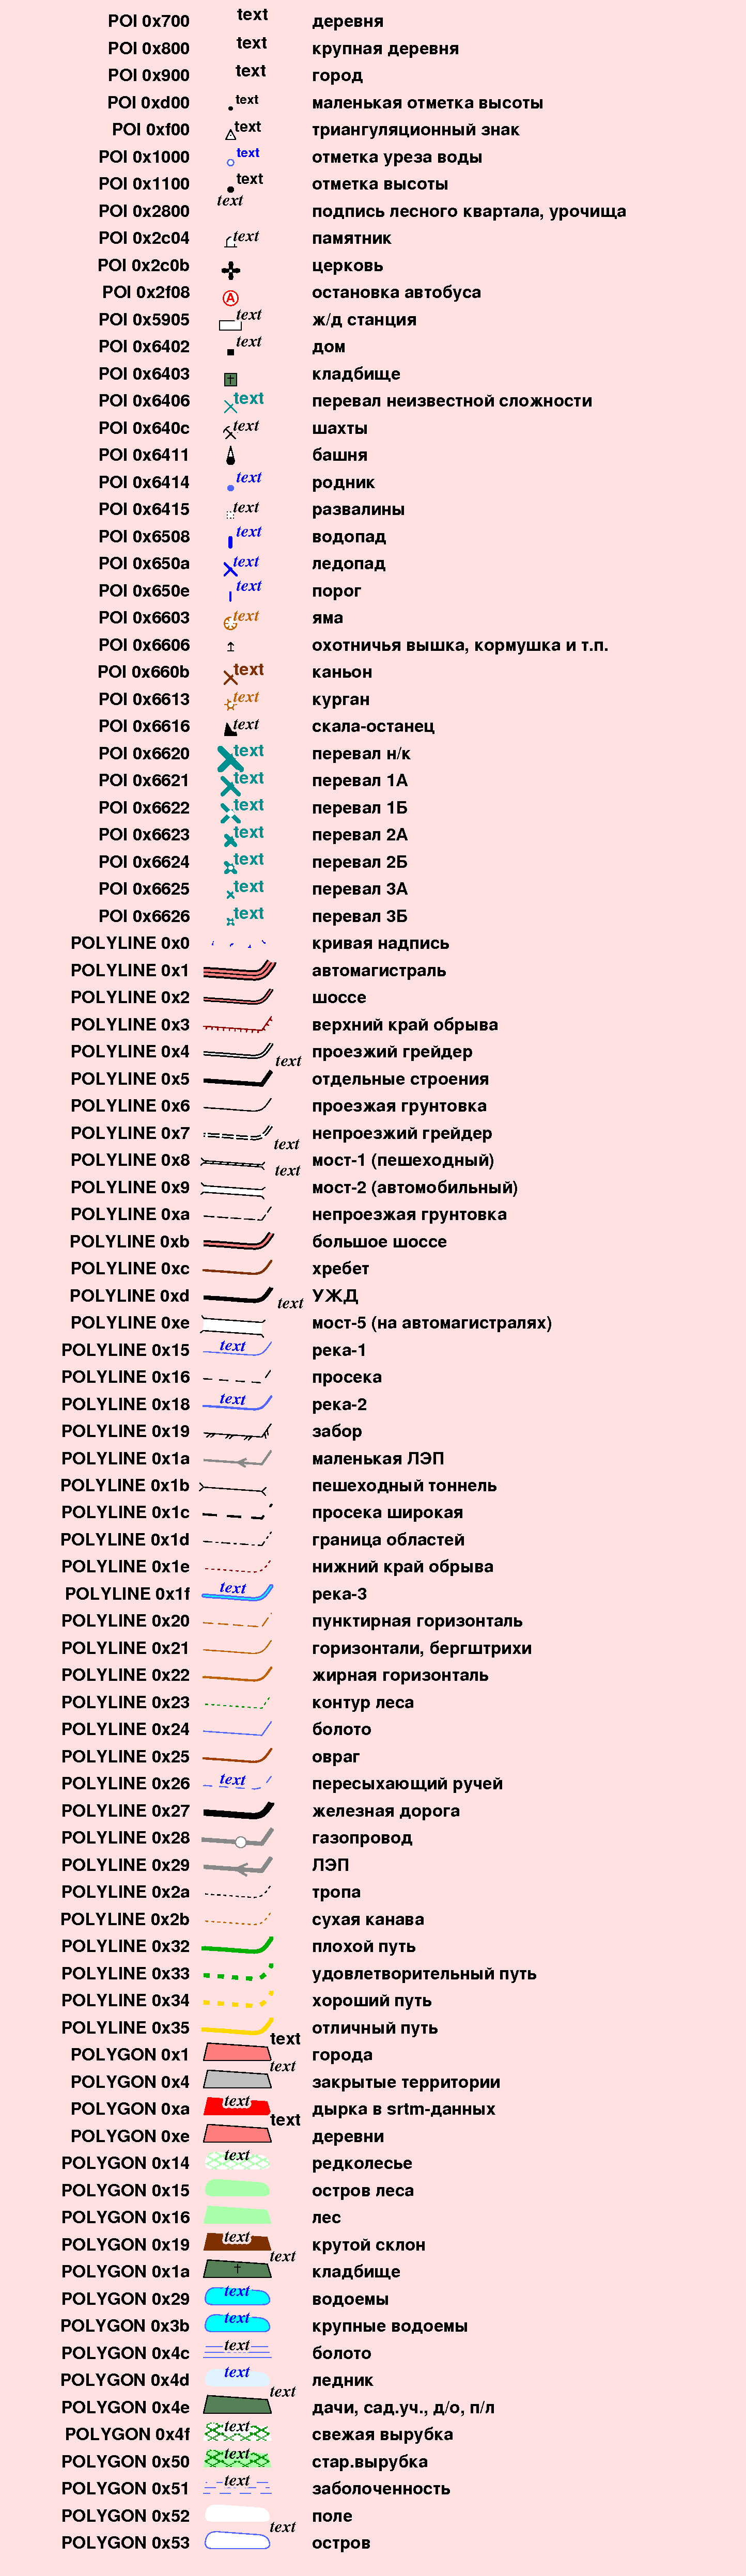 POI 0x700 text деревня
POI 0x800 text крупная деревня
POI 0x900 text город
POI 0xd00 text маленькая отметка высоты
POI 0xf00 text триангуляционный знак
POI 0x1000 text отметка уреза воды
POI 0x1100 text отметка высоты
POI 0x2800 text подпись лесного квартала, урочища
POI 0x2c04 text памятник
POI 0x2c0b церковь
POI 0x2f08 A остановка автобуса
POI 0x5905 text ж/д станция
POI 0x6402 text дом
POI 0x6403 кладбище
POI 0x6406 text перевал неизвестной сложности
POI 0x640c text шахты
POI 0x6411 башня
POI 0x6414 text родник
POI 0x6415 text развалины
POI 0x6508 text водопад
POI 0x650a text ледопад
POI 0x650e text порог
POI 0x6603 text яма
POI 0x6606 охотничья вышка, кормушка и т.п.
POI 0x660b text каньон
POI 0x6613 text курган
POI 0x6616 text скала-останец
POI 0x6620 text перевал н/к
POI 0x6621 text перевал 1А
POI 0x6622 text перевал 1Б
POI 0x6623 text перевал 2А
POI 0x6624 text перевал 2Б
POI 0x6625 text перевал 3А
POI 0x6626 text перевал 3Б
POLYLINE 0x0 кривая надпись
POLYLINE 0x1 автомагистраль
POLYLINE 0x2 шоссе
POLYLINE 0x3 верхний край обрыва
POLYLINE 0x4 проезжий грейдер
POLYLINE 0x5 text отдельные строения
POLYLINE 0x6 проезжая грунтовка
POLYLINE 0x7 непроезжий грейдер
POLYLINE 0x8 text мост-1 (пешеходный)
POLYLINE 0x9 text мост-2 (автомобильный)
POLYLINE 0xa непроезжая грунтовка
POLYLINE 0xb большое шоссе
POLYLINE 0xc хребет
POLYLINE 0xd УЖД
POLYLINE 0xe text мост-5 (на автомагистралях)
POLYLINE 0x15 text река-1
POLYLINE 0x16 просека
POLYLINE 0x18 text река-2
POLYLINE 0x19 забор
POLYLINE 0x1a маленькая ЛЭП
POLYLINE 0x1b пешеходный тоннель
POLYLINE 0x1c просека широкая
POLYLINE 0x1d граница областей
POLYLINE 0x1e нижний край обрыва
POLYLINE 0x1f text река-3
POLYLINE 0x20 пунктирная горизонталь
POLYLINE 0x21 горизонтали, бергштрихи
POLYLINE 0x22 жирная горизонталь
POLYLINE 0x23 контур леса
POLYLINE 0x24 болото
POLYLINE 0x25 овраг
POLYLINE 0x26 text пересыхающий ручей
POLYLINE 0x27 железная дорога
POLYLINE 0x28 газопровод
POLYLINE 0x29 ЛЭП
POLYLINE 0x2a тропа
POLYLINE 0x2b сухая канава
POLYLINE 0x32 плохой путь
POLYLINE 0x33 удовлетворительный путь
POLYLINE 0x34 хороший путь
POLYLINE 0x35 отличный путь
POLYGON 0x1 text города
POLYGON 0x4 text закрытые территории
POLYGON 0xa text дырка в srtm-данных
POLYGON 0xe text деревни
POLYGON 0x14 text редколесье
POLYGON 0x15 остров леса
POLYGON 0x16 лес
POLYGON 0x19 text крутой склон
POLYGON 0x1a text кладбище
POLYGON 0x29 text водоемы
POLYGON 0x3b text крупные водоемы
POLYGON 0x4c text болото
POLYGON 0x4d text ледник
POLYGON 0x4e text дачи, сад.уч., д/о, п/л
POLYGON 0x4f text свежая вырубка
POLYGON 0x50 text стар.вырубка
POLYGON 0x51 text заболоченность
POLYGON 0x52 поле
POLYGON 0x53 text остров